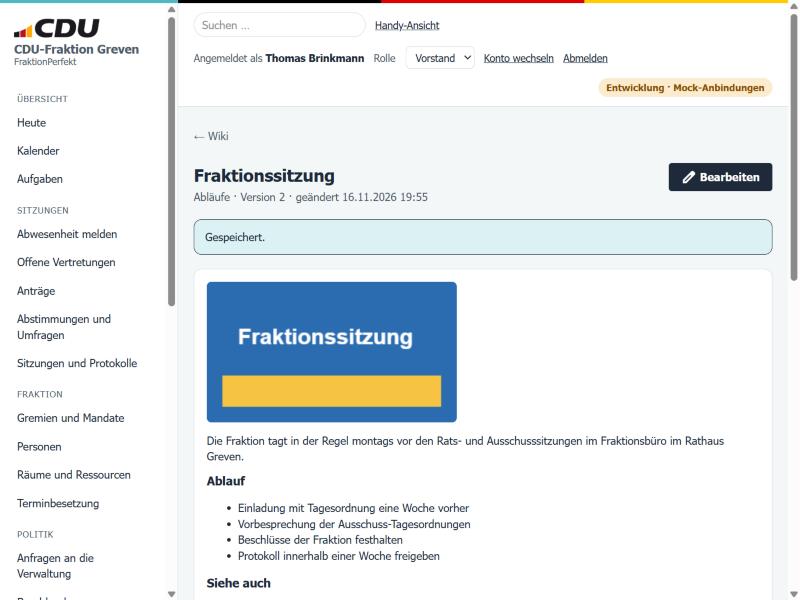 CDU
CDU-Fraktion Greven
FraktionPerfekt
ÜBERSICHT
Heute
Kalender
Aufgaben
SITZUNGEN
Abwesenheit melden
Offene Vertretungen
Anträge
Abstimmungen und
Umfragen
Sitzungen und Protokolle
FRAKTION
Gremien und Mandate
Personen
Räume und Ressourcen
Terminbesetzung
POLITIK
Anfragen an die
Verwaltung
Suchen ...
Handy-Ansicht
Angemeldet als Thomas Brinkmann Rolle Vorstand Konto wechseln Abmelden
Entwicklung · Mock-Anbindungen
← Wiki
Fraktionssitzung
Bearbeiten
Abläufe · Version 2 · geändert 16.11.2026 19:55
Gespeichert.
Fraktionssitzung
Die Fraktion tagt in der Regel montags vor den Rats- und Ausschusssitzungen im Fraktionsbüro im Rathaus
Greven.
Ablauf
• Einladung mit Tagesordnung eine Woche vorher
• Vorbesprechung der Ausschuss-Tagesordnungen
• Beschlüsse der Fraktion festhalten
• Protokoll innerhalb einer Woche freigeben
Siehe auch